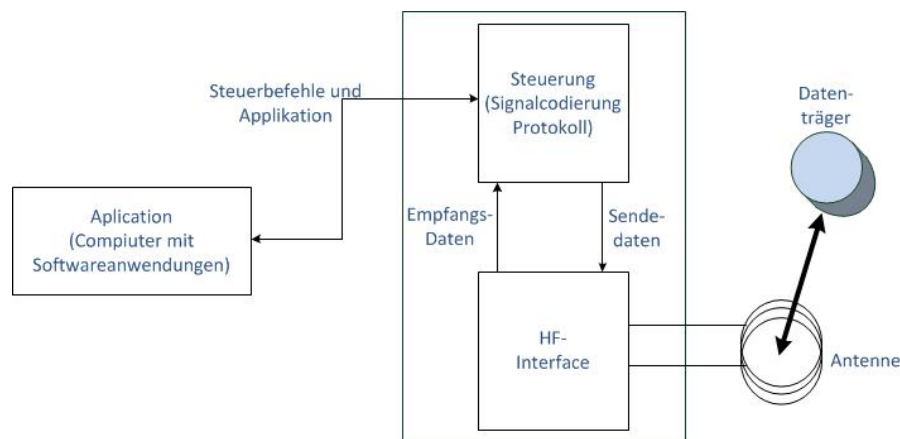 Steuerbefehle und
Applikation
Steuerung
(Signalcodierung
Protokoll)
Daten-
träger
Aplication
(Compiuter mit
Softwareanwendungen)
Empfangs-
Daten
Sende-
daten
HF-
Interface
Antenne